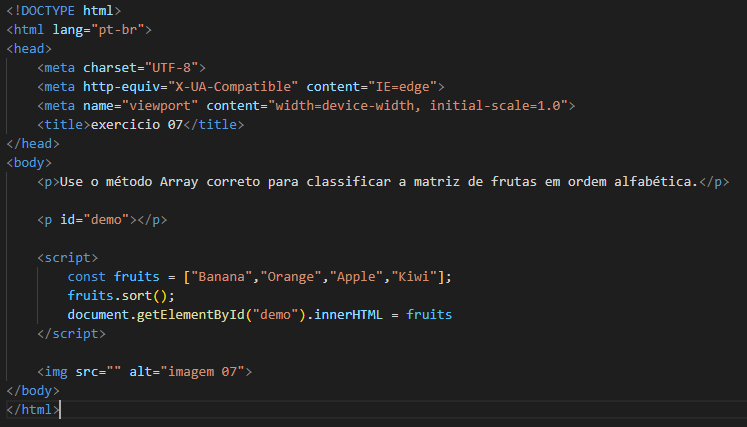 <!DOCTYPE html>
<html lang="pt-br">
<head>
    <meta charset="UTF-8">
    <meta http-equiv="X-UA-Compatible" content="IE=edge">
    <meta name="viewport" content="width=device-width, initial-scale=1.0">
    <title>exercicio 07</title>
</head>
<body>
    <p>Use o método Array correto para classificar a matriz de frutas em ordem alfabética.</p>
    <p id="demo"></p>
    <script>
        const fruits = ["Banana","Orange","Apple","Kiwi"];
        fruits.sort();
        document.getElementById("demo").innerHTML = fruits
    </script>
    <img src="" alt="imagem 07">
</body>
</html>